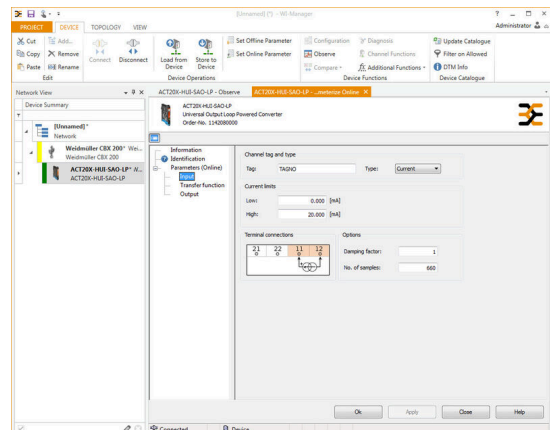 [Unnamed] (*) - WI-Manager
PROJECT DEVICE TOPOLOGY VIEW
Administrator
Cut Add...
Copy Remove
Paste Rename
Edit
Connect Disconnect
Load from Device Store to Device
Device Operations
Set Offline Parameter
Set Online Parameter
Configuration Diagnosis
Observe Channel Functions
Compare Additional Functions
Device Functions
Update Catalogue
Filter on Allowed
DTM Info
Device Catalogue
Network View
Device Summary
[Unnamed]*
Network
Weidmüller CBX 200* Wei...
Weidmüller CBX 200
ACT20X-HUI-SAO-LP* N...
ACT20X-HUI-SAO-LP
ACT20X-HUI-SAO-LP - Observe ACT20X-HUI-SAO-LP - ...metrize Online
ACT20X-HUI-SAO-LP
Universal Output Loop Powered Converter
Order-No. 1142080000
Information
Identification
Parameters (Online)
Input
Transfer function
Output
Channel tag and type
Tag: TAGNO Type: Current
Current limits
Low: 0.000 [mA]
High: 20.000 [mA]
Terminal connections
21 22 11 12
Options
Damping factor: 1
No. of samples: 660
Ok Apply Close Help
Connected Device